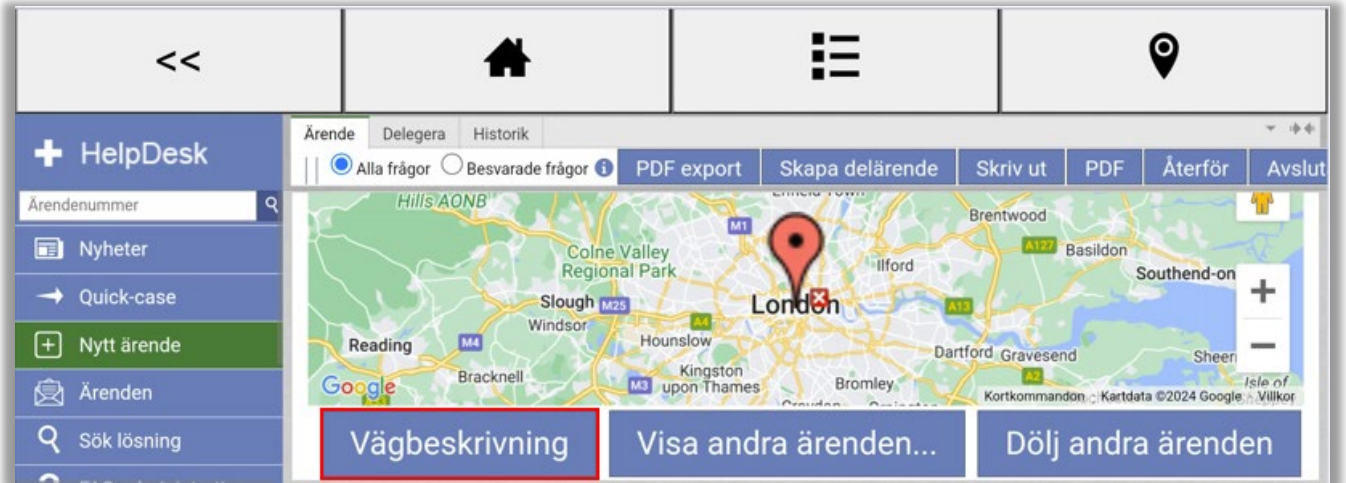 <<
HelpDesk
Ärendenummer
Nyheter
Quick-case
Nytt ärende
Ärenden
Sök lösning
Ärende Delegera Historik
Alla frågor Besvarade frågor PDF export Skapa delärende Skriv ut PDF Återför Avslut
Hills AONB
Brentwood
M1
Colne Valley
Regional Park
A127 Basildon
Ilford
Southend-on
Slough M25
London
A13
Windsor
A4
Reading M4
Hounslow
Dartford Gravesend
Sheer
Kingston
upon Thames
Bracknell
M3
Bromley
A2
Isle of
Google
Kortkommandon Kartdata ©2024 Google Villkor
Vägbeskrivning Visa andra ärenden... Dölj andra ärenden